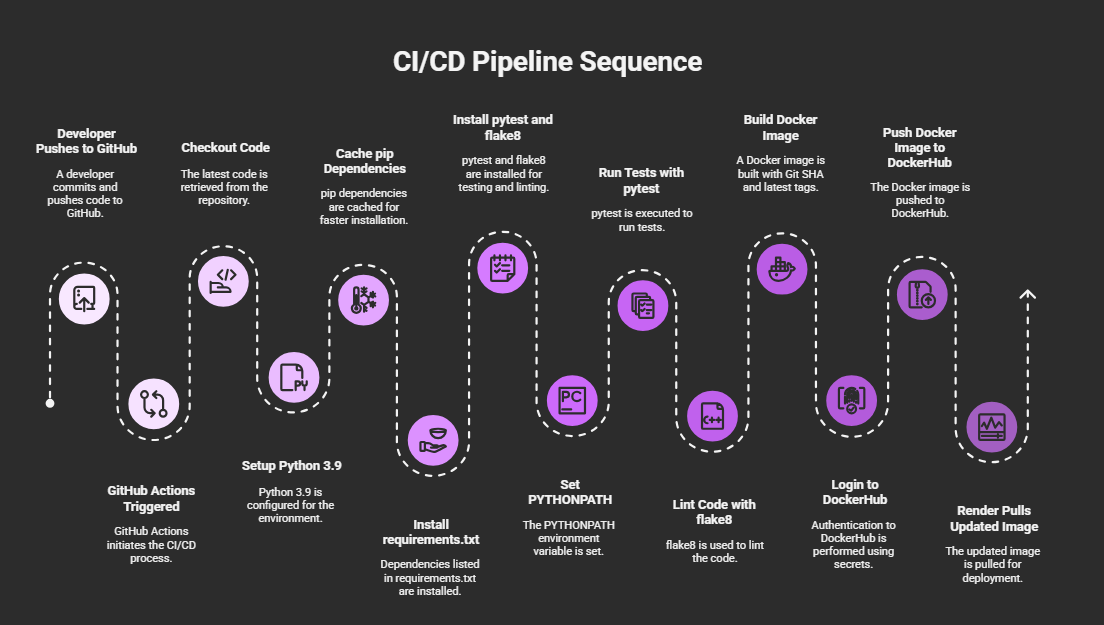 CI/CD Pipeline Sequence
Developer
Pushes to GitHub
A developer
commits and
pushes code to
GitHub.
GitHub Actions
Triggered
GitHub Actions
initiates the CI/CD
process.
Checkout Code
The latest code is
retrieved from the
repository.
PY
Setup Python 3.9
Python 3.9 is
configured for the
environment.
Cache pip
Dependencies
pip dependencies
are cached for
faster installation.
Install
requirements.txt
Dependencies listed
in requirements.txt
are installed.
Install pytest and
flake8
pytest and flake8
are installed for
testing and linting.
PC
Set
PYTHONPATH
The PYTHONPATH
environment
variable is set.
Run Tests with
pytest
pytest is executed to
run tests.
C++
Lint Code with
flake8
flake8 is used to lint
the code.
Build Docker
Image
A Docker image is
built with Git SHA
and latest tags.
Login to
DockerHub
Authentication to
DockerHub is
performed using
secrets.
Push Docker
Image to
DockerHub
The Docker image is
pushed to
DockerHub.
Render Pulls
Updated Image
The updated image
is pulled for
deployment.